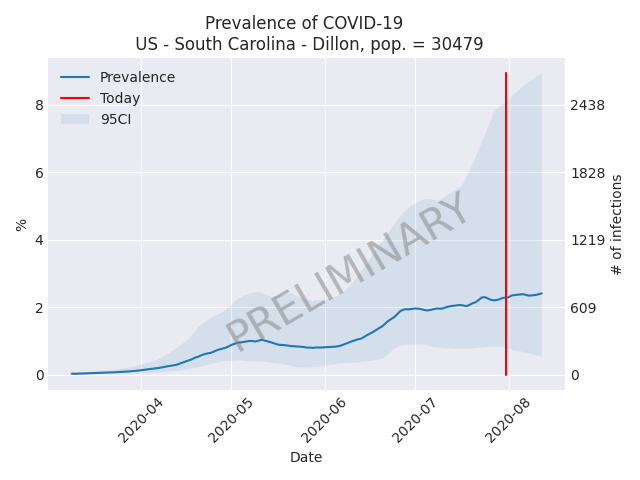 Prevalence of COVID-19
US - South Carolina - Dillon, pop. = 30479
Prevalence
Today
95CI
8
6
4
2
0
%
2438
1828
1219
609
0
# of infections
PRELIMINARY
2020-04
2020-05
2020-06
2020-07
2020-08
Date